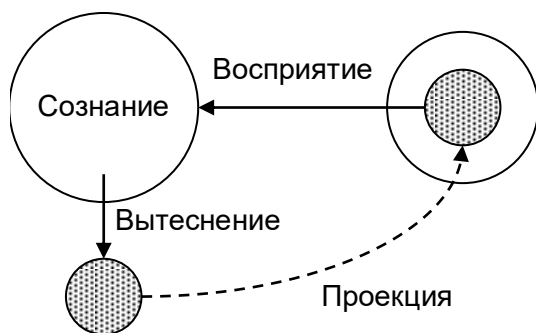 Восприятие
Сознание
Вытеснение
Проекция